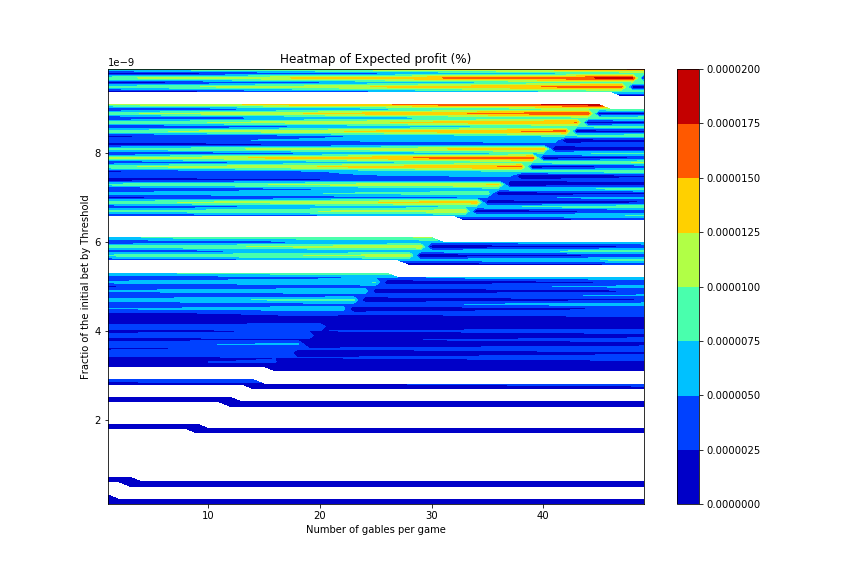 Heatmap of Expected profit (%)
1e−9
8
6
4
2
Fractio of the initial bet by Threshold
10 20 30 40
Number of gables per game
0.0000200
0.0000175
0.0000150
0.0000125
0.0000100
0.0000075
0.0000050
0.0000025
0.0000000